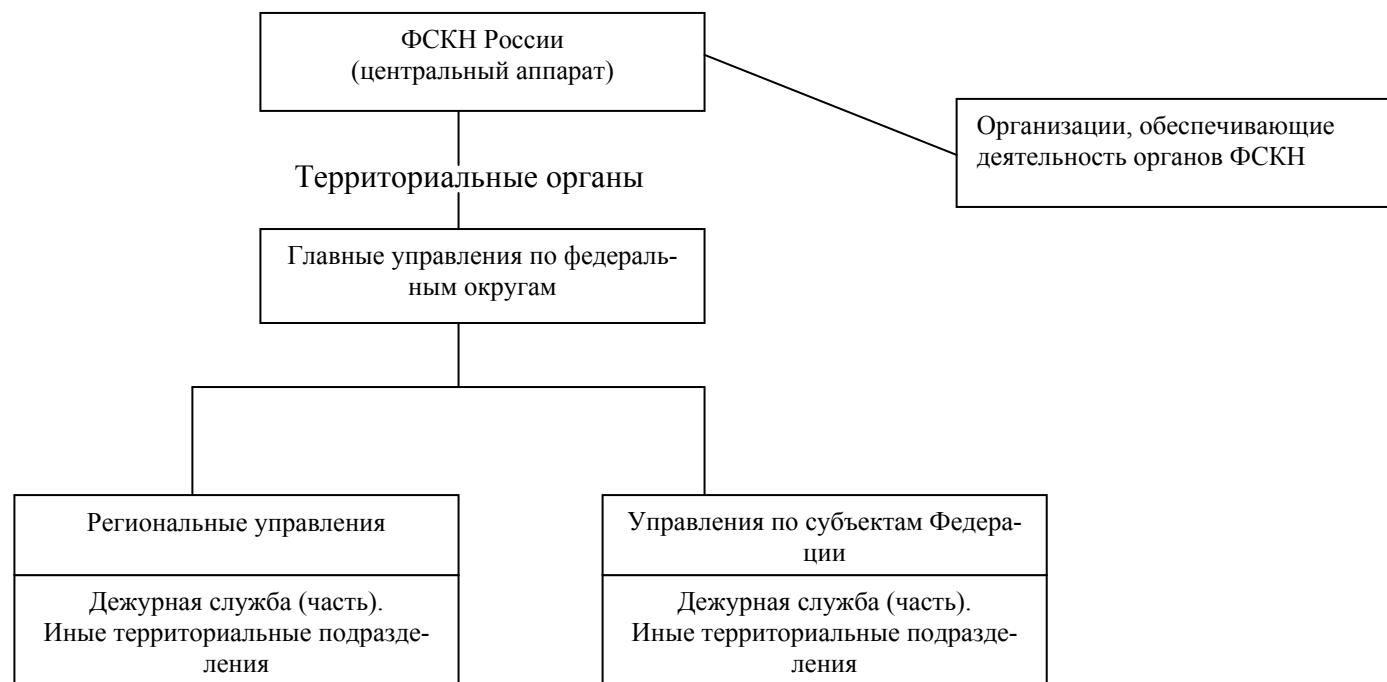 ФСКН России
(центральный аппарат)
Организации, обеспечивающие
деятельность органов ФСКН
Территориальные органы
Главные управления по федераль-
ным округам
Региональные управления
Дежурная служба (часть).
Иные территориальные подразде-
ления
Управления по субъектам Федера-
ции
Дежурная служба (часть).
Иные территориальные подразде-
ления